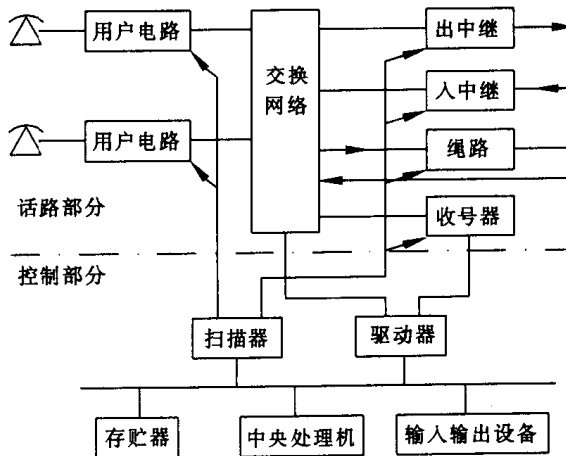 用户电路
交换
网络
出中继
入中继
用户电路
绳路
话路部分
收号器
控制部分
扫描器
驱动器
存贮器
中央处理机
输入输出设备